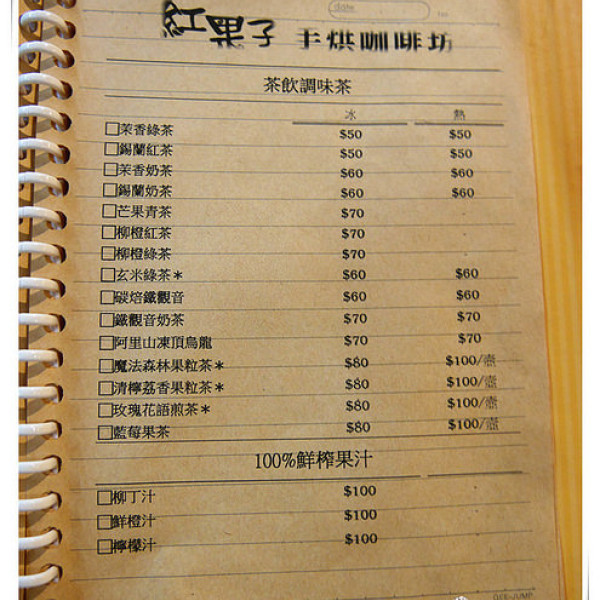 date
紅果子 手烘咖啡坊
茶飲調味茶
冰 熱
茉香綠茶 $50 $50
錫蘭紅茶 $50 $50
茉香奶茶 $60 $60
錫蘭奶茶 $60 $60
芒果青茶 $70
柳橙紅茶 $70
柳橙綠茶 $70
玄米綠茶* $60 $60
碳焙鐵觀音 $60 $60
鐵觀音奶茶 $70 $70
阿里山凍頂烏龍 $70 $70
魔法森林果粒茶* $80 $100/壺
清檸荔香果粒茶* $80 $100/壺
玫瑰花語煎茶* $80 $100/壺
藍莓果茶 $80 $100/壺
100%鮮榨果汁
柳丁汁 $100
鮮橙汁 $100
檸檬汁 $100